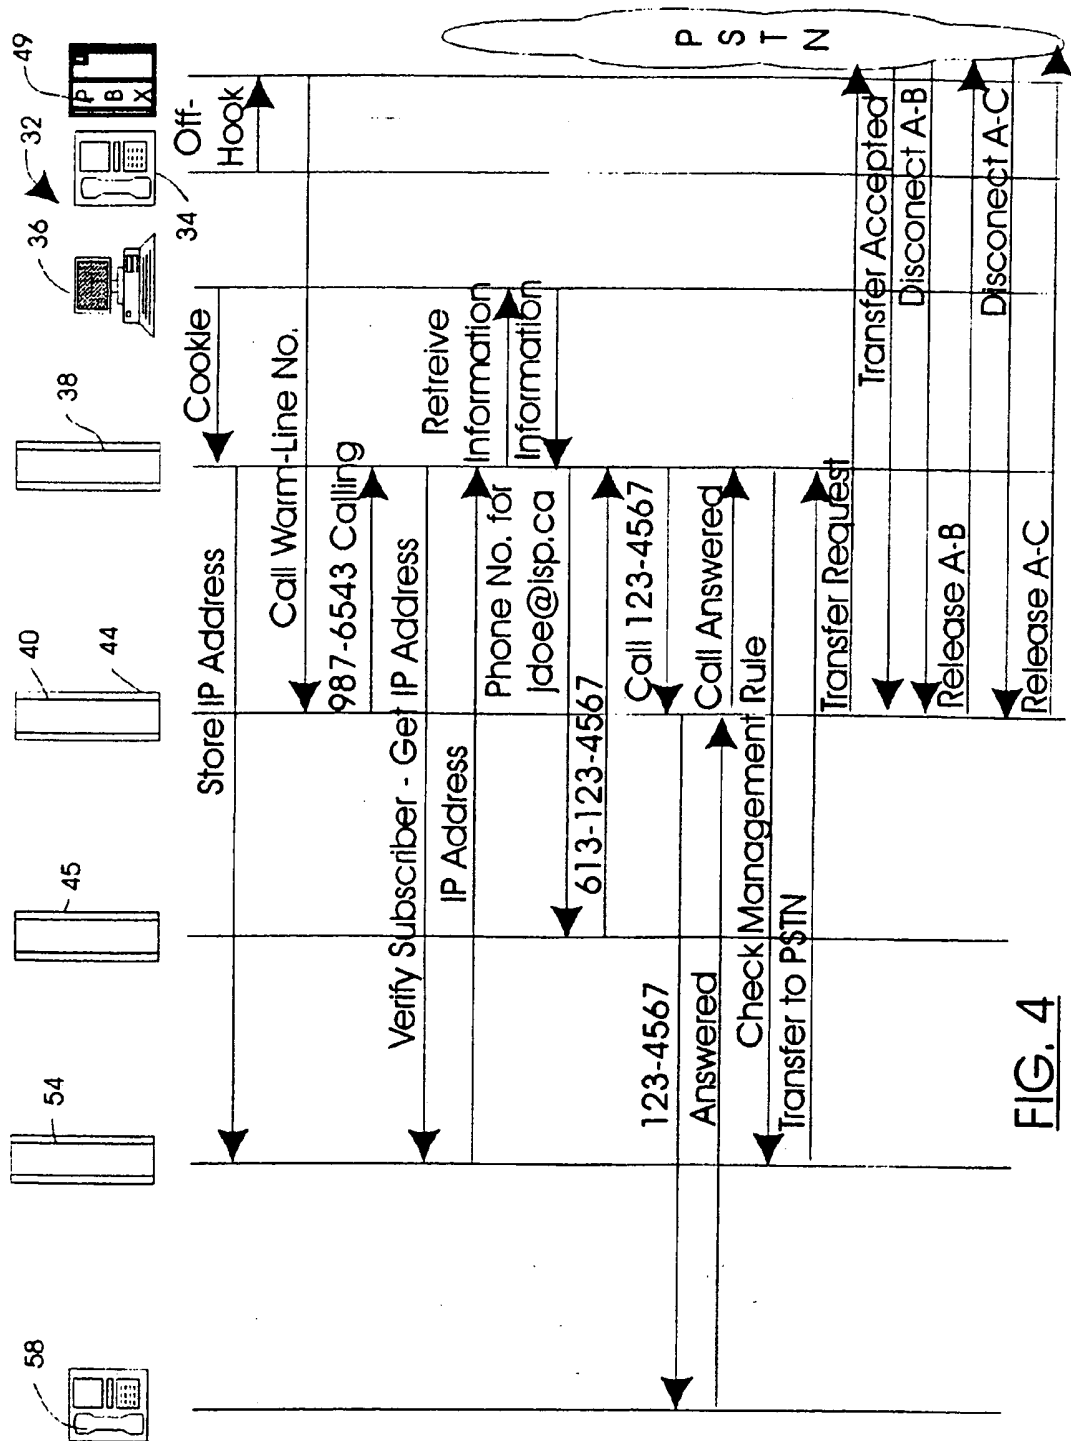 58
54
45
40
44
38
36
32
34
49
P
B
X
Off-
Hook
P
S
T
N
Cookie
Store IP Address
Call Warm-Line No.
987-6543 Calling
Verify Subscriber - Get IP Address
IP Address
Retreive
Information
Information
Phone No. for
jdoe@isp.ca
613-123-4567
Call 123-4567
123-4567
Answered
Call Answered
Check Management Rule
Transfer to PSTN
Transfer Request
Transfer Accepted
Disconect A-B
Release A-B
Disconect A-C
Release A-C
FIG. 4